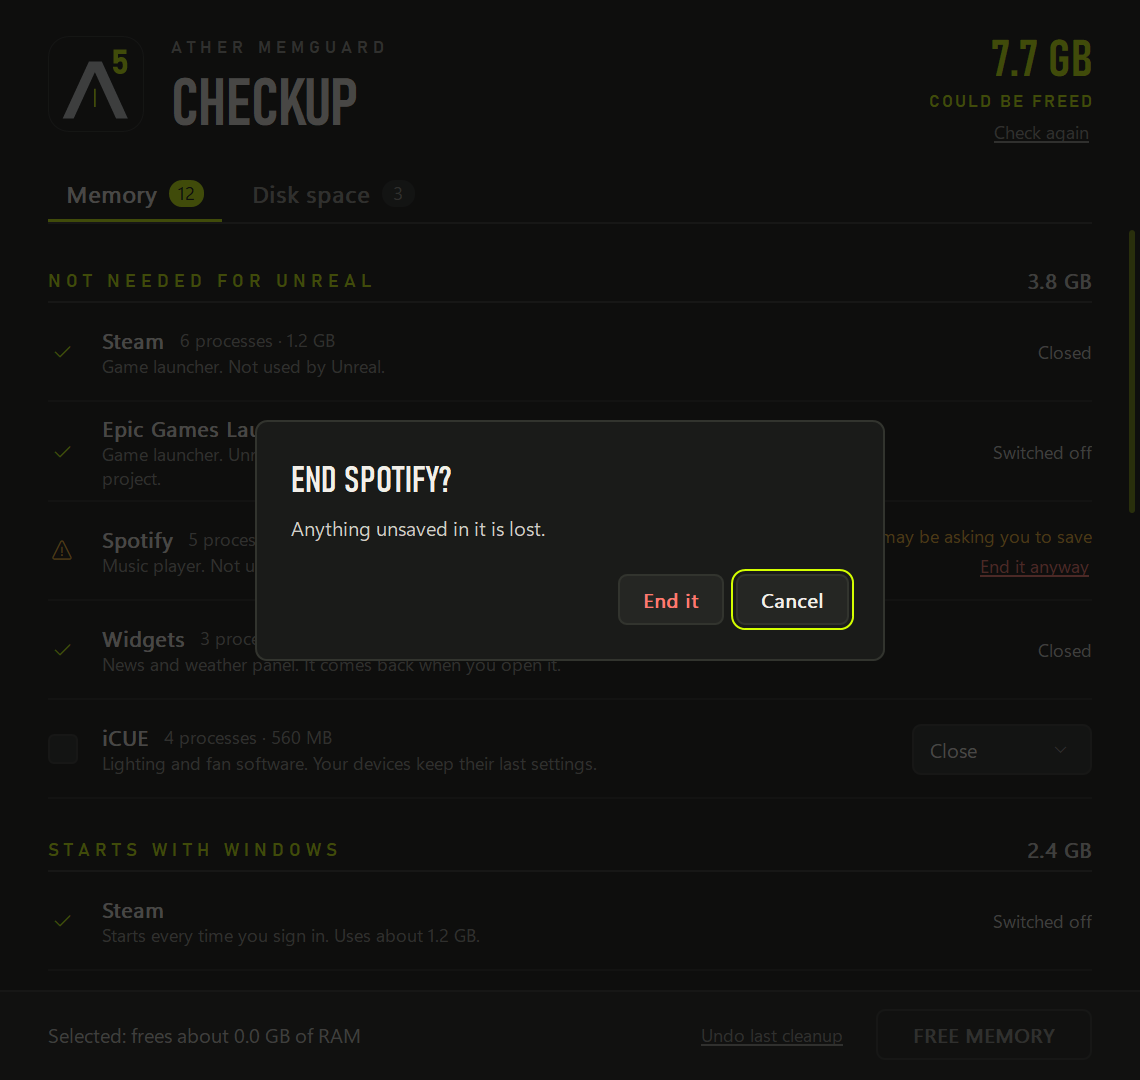 5
ATHER MEMGUARD
CHECKUP
7.7 GB
COULD BE FREED
Check again
Memory 12
Disk space 3
NOT NEEDED FOR UNREAL 3.8 GB
Steam 6 processes · 1.2 GB
Game launcher. Not used by Unreal.
Closed
Epic Games
Game launcher.
project.
Switched off
END SPOTIFY?
Anything unsaved in it is lost.
End it
Cancel
Spotify 5
Music player. Not
may be asking you to save
End it anyway
Widgets 3
News and weather panel. It comes back when you open it.
Closed
iCUE 4 processes · 560 MB
Lighting and fan software. Your devices keep their last settings.
Close
STARTS WITH WINDOWS 2.4 GB
Steam
Starts every time you sign in. Uses about 1.2 GB.
Switched off
Selected: frees about 0.0 GB of RAM
Undo last cleanup
FREE MEMORY